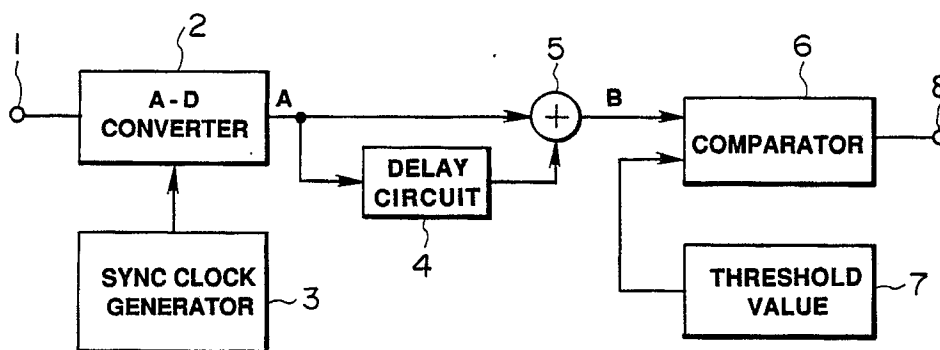 1
2
A-D
CONVERTER
A
5
+
B
6
COMPARATOR
8
DELAY
CIRCUIT
4
SYNC CLOCK
GENERATOR
3
THRESHOLD
VALUE
7